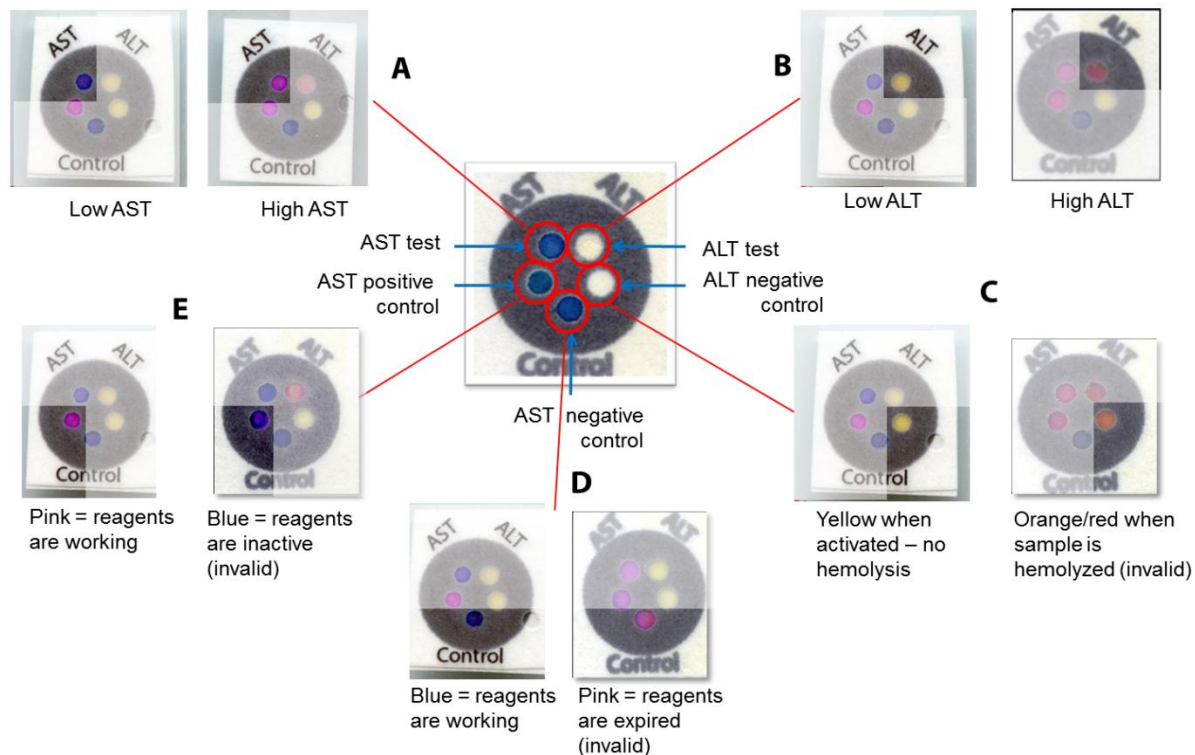 AST
ALT
Control
Low AST
AST
ALT
Control
High AST
A
B
AST
ALT
Control
Low ALT
AST
ALT
Control
High ALT
AST
ALT
Control
AST test
AST positive
control
ALT test
ALT negative
control
AST negative
control
E
AST
ALT
Control
Pink = reagents
are working
AST
ALT
Control
Blue = reagents
are inactive
(invalid)
D
AST
ALT
Control
Blue = reagents
are working
AST
ALT
Control
Pink = reagents
are expired
(invalid)
C
AST
ALT
Control
Yellow when
activated – no
hemolysis
AST
ALT
Control
Orange/red when
sample is
hemolyzed (invalid)